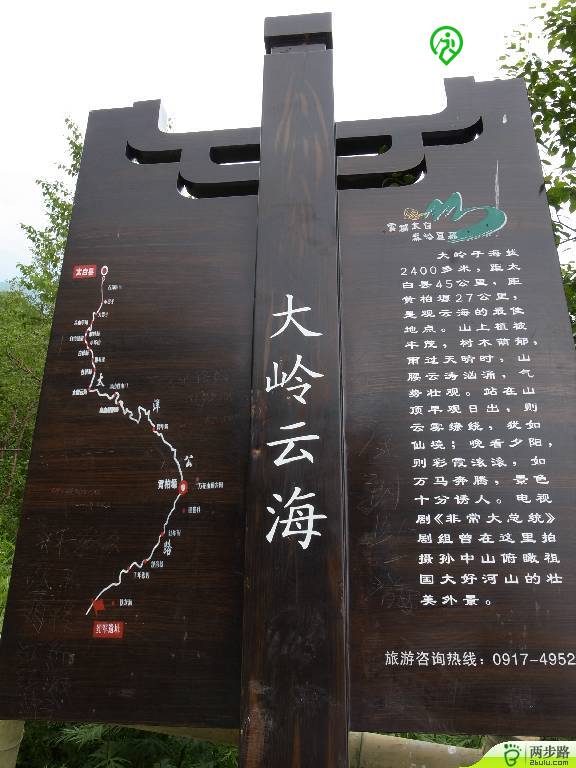 太白县
太
洋
公
路
黄柏塬
红军遗址
大岭云海
大岭子海拔
2400多米，距太
白县45公里，距
黄柏塬27公里，
是观云海的最佳
地点。山上植被
丰茂，树木荫郁，
雨过天晴时，山
腰云涛汹涌，气
势壮观。站在山
顶早观日出，则
云雾缭绕，犹如
仙境；晚看夕阳，
则彩霞滚滚，如
万马奔腾，景色
十分诱人。电视
剧《非常大总统》
剧组曾在这里拍
摄孙中山俯瞰祖
国大好河山的壮
美外景。
旅游咨询热线：0917-4952
两步路
2bulu.com